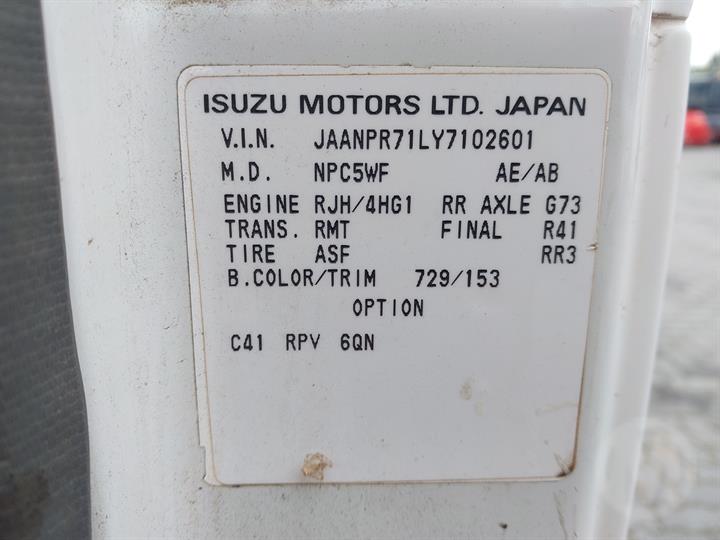 ISUZU MOTORS LTD. JAPAN
V.I.N. JAANPR71LY7102601
M.D. NPC5WF AE/AB
ENGINE RJH/4HG1 RR AXLE G73
TRANS. RMT FINAL R41
TIRE ASF RR3
B.COLOR/TRIM 729/153
OPTION
C41 RPV 6QN